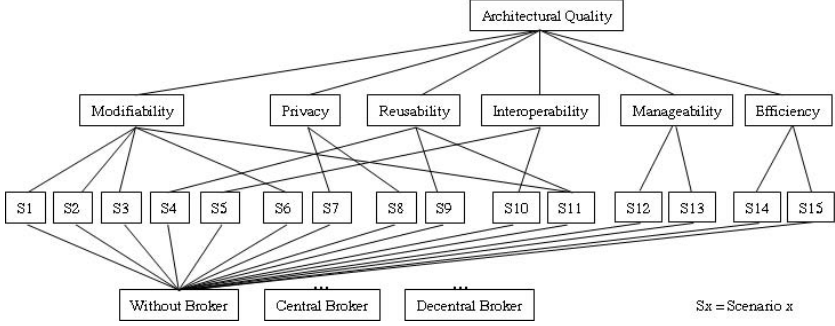 Architectural Quality
Modifiability Privacy Reusability Interoperability Manageability Efficiency
S1 S2 S3 S4 S5 S6 S7 S8 S9 S10 S11 S12 S13 S14 S15
... ...
Without Broker Central Broker Decentral Broker Sx = Scenario x